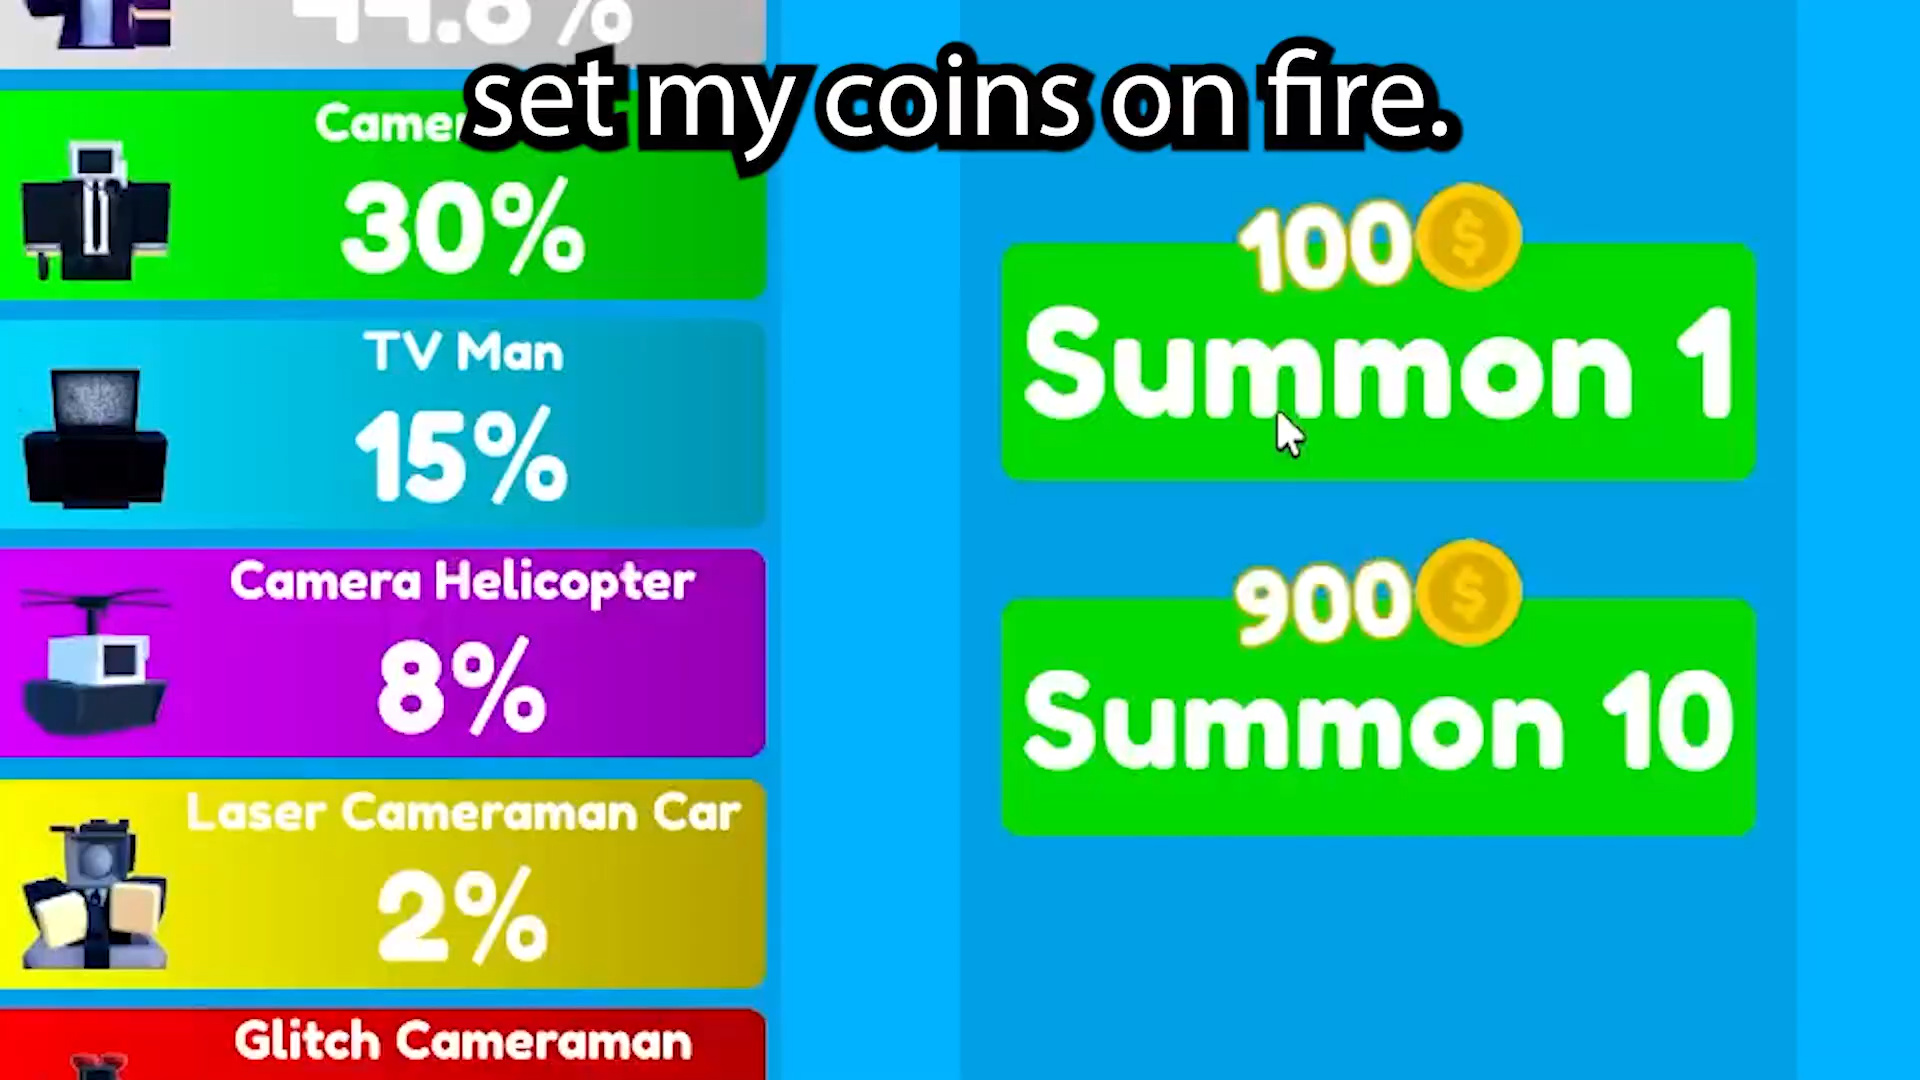 set my coins on fire.
30%
TV Man
15%
Camera Helicopter
8%
Laser Cameraman Car
2%
Glitch Cameraman
100
Summon 1
900
Summon 10